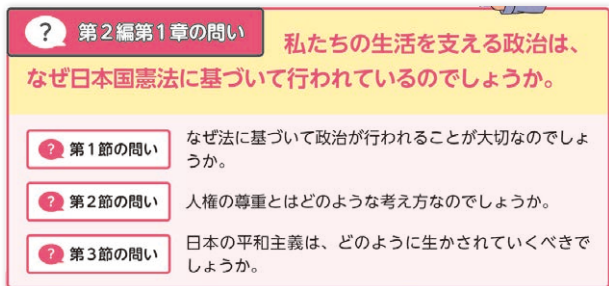 ? 第2編第1章の問い
私たちの生活を支える政治は、
なぜ日本国憲法に基づいて行われているのでしょうか。
? 第1節の問い
なぜ法に基づいて政治が行われることが大切なのでしょ
うか。
? 第2節の問い
人権の尊重とはどのような考え方なのでしょうか。
? 第3節の問い
日本の平和主義は、どのように生かされていくべきで
しょうか。